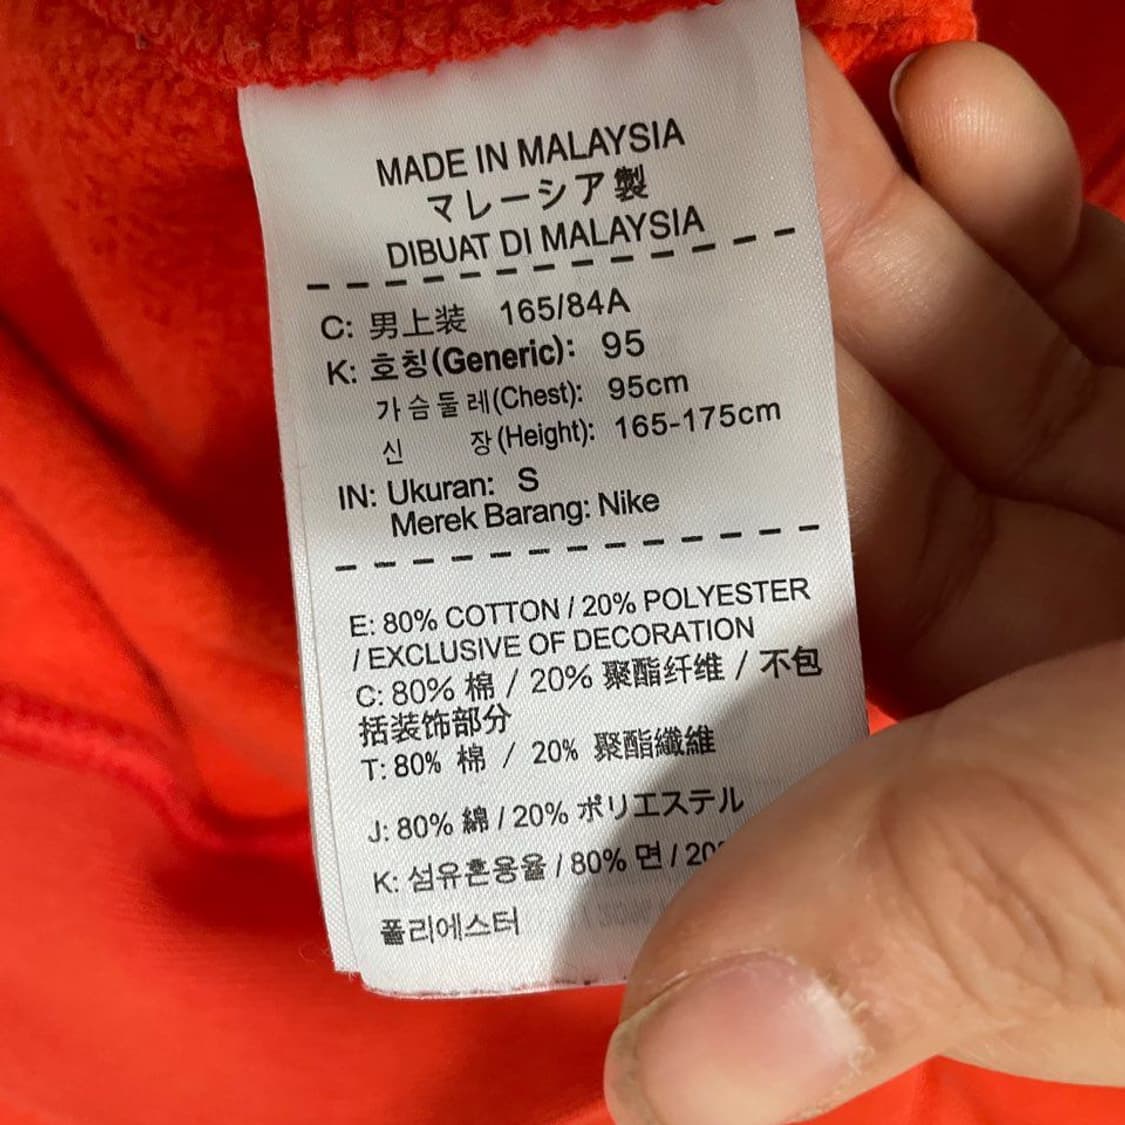 MADE IN MALAYSIA
マレーシア製
DIBUAT DI MALAYSIA
C: 男上装 165/84A
K: 호칭(Generic): 95
가슴둘레(Chest): 95cm
신 장(Height): 165-175cm
IN: Ukuran: S
Merek Barang: Nike
E: 80% COTTON / 20% POLYESTER
/ EXCLUSIVE OF DECORATION
C: 80% 棉 / 20% 聚酯纤维 / 不包
括装饰部分
T: 80% 棉 / 20% 聚酯纖維
J: 80% 綿 / 20% ポリエステル
K: 섬유혼용율 / 80% 면 / 20
폴리에스터